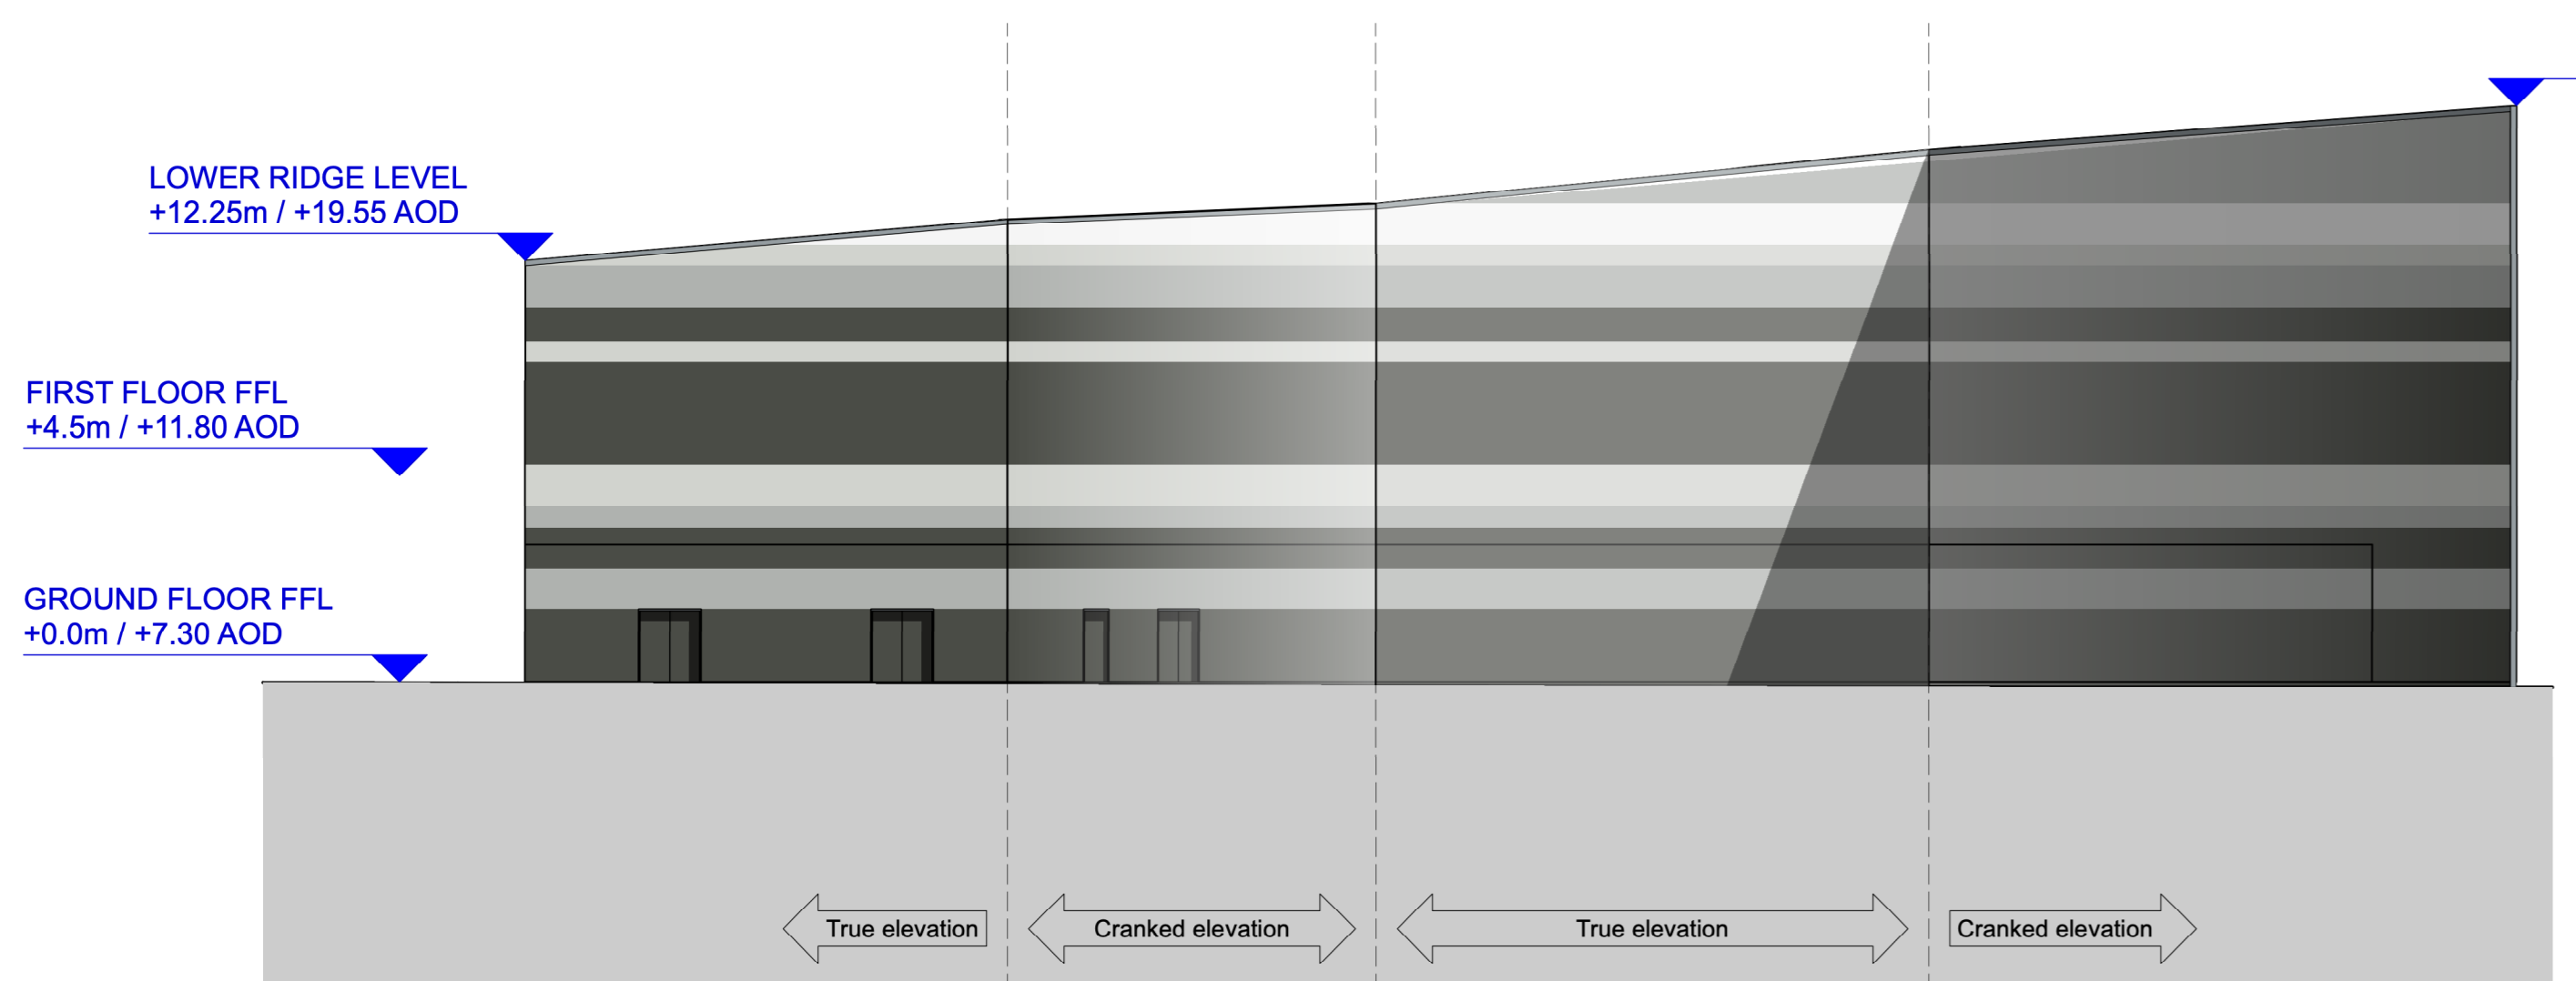 LOWER RIDGE LEVEL
+12.25m / +19.55 AOD
FIRST FLOOR FFL
+4.5m / +11.80 AOD
GROUND FLOOR FFL
+0.0m / +7.30 AOD
True elevation
Cranked elevation
True elevation
Cranked elevation